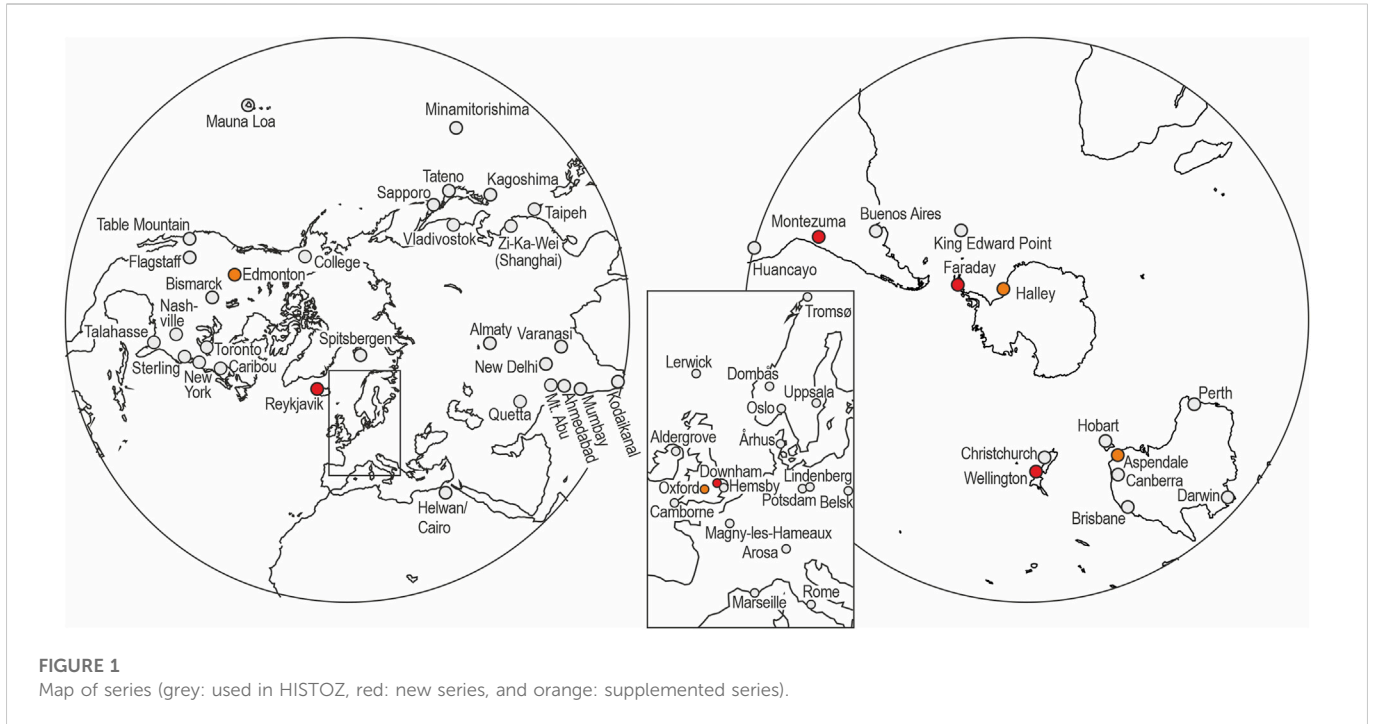 Mauna Loa
Minamitorishima
Tateno
Kagoshima
Sapporo
Taipeh
Vladivostok
Zi-Ka-Wei
(Shanghai)
Table Mountain
Flagstaff
College
Edmonton
Bismarck
Nash-
ville
Talahasse
Toronto
Sterling
Caribou
New
York
Spitsbergen
Reykjavik
Almaty
Varanasi
New Delhi
Quetta
Mt. Abu
Ahmedabad
Mumbay
Kodaikanal
Helwan/
Cairo
Tromsø
Lerwick
Dombås
Uppsala
Oslo
Århus
Aldergrove
Downham
Lindenberg
Oxford
Hemsby
Potsdam
Belsk
Camborne
Magny-les-Hameaux
Arosa
Marseille
Rome
Montezuma
Buenos Aires
Huancayo
King Edward Point
Faraday
Halley
Perth
Hobart
Christchurch
Aspendale
Wellington
Canberra
Darwin
Brisbane
FIGURE 1
Map of series (grey: used in HISTOZ, red: new series, and orange: supplemented series).